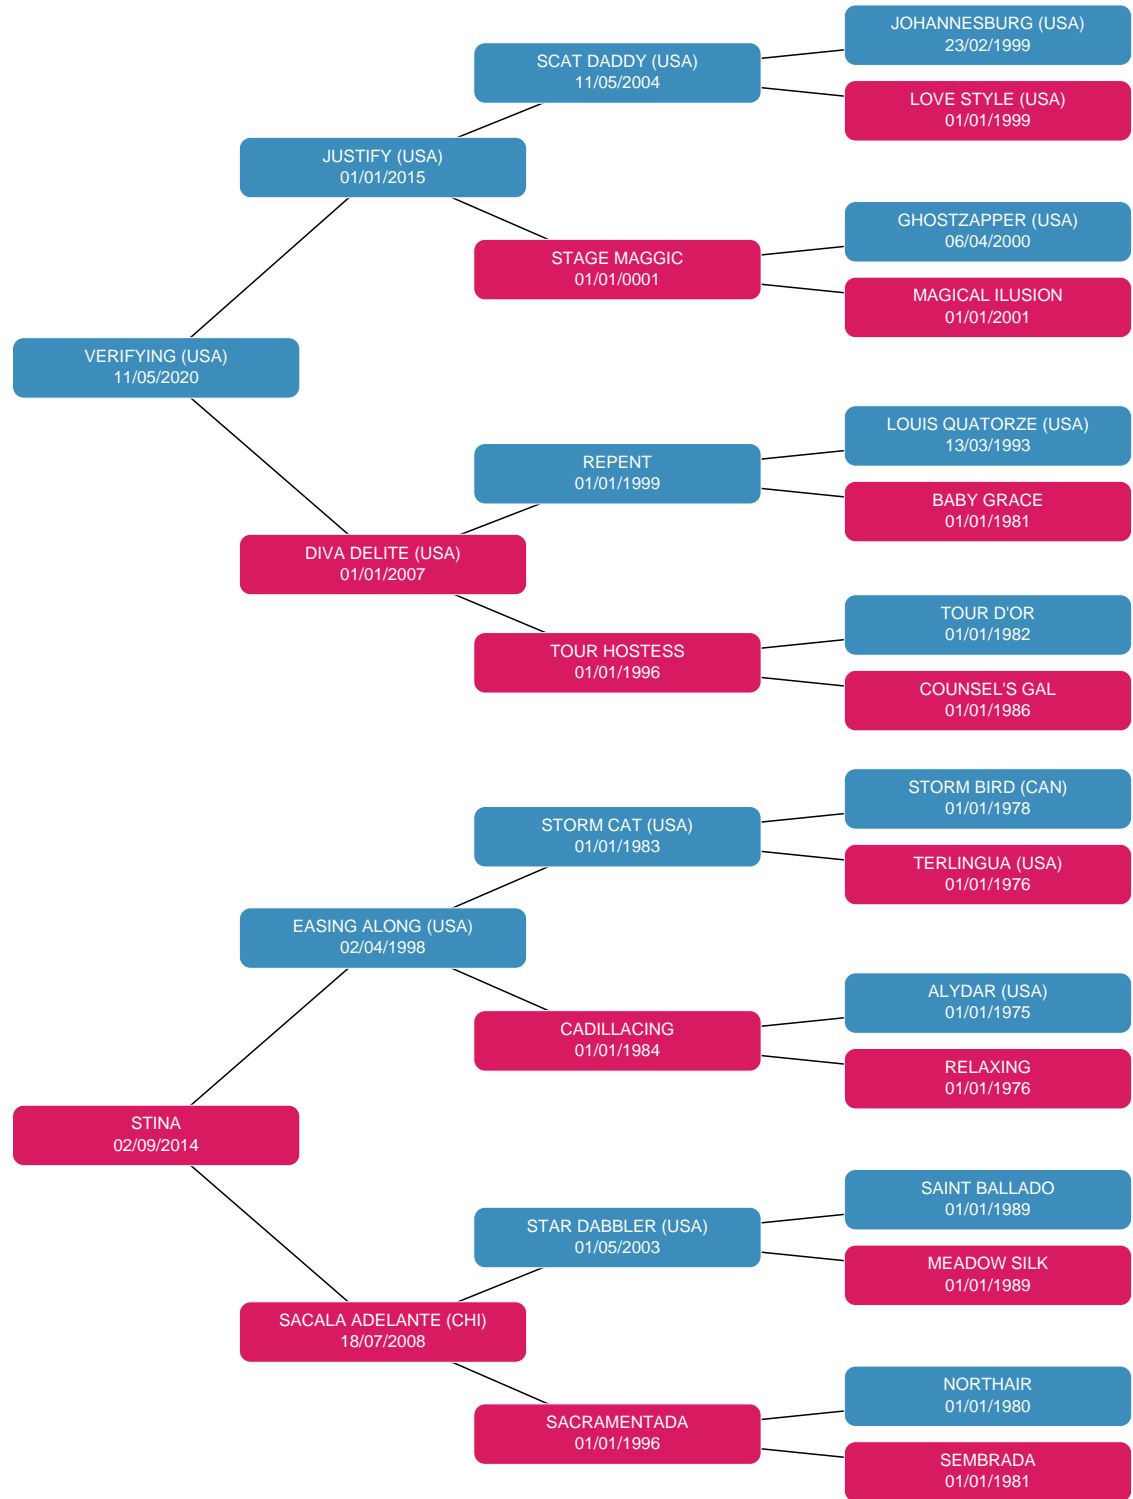 JOHANNESBURG (USA)
23/02/1999
SCAT DADDY (USA)
11/05/2004
LOVE STYLE (USA)
01/01/1999
JUSTIFY (USA)
01/01/2015
GHOSTZAPPER (USA)
06/04/2000
STAGE MAGGIC
01/01/0001
MAGICAL ILUSION
01/01/2001
VERIFYING (USA)
11/05/2020
LOUIS QUATORZE (USA)
13/03/1993
REPENT
01/01/1999
BABY GRACE
01/01/1981
DIVA DELITE (USA)
01/01/2007
TOUR D'OR
01/01/1982
TOUR HOSTESS
01/01/1996
COUNSEL'S GAL
01/01/1986
STORM BIRD (CAN)
01/01/1978
STORM CAT (USA)
01/01/1983
TERLINGUA (USA)
01/01/1976
EASING ALONG (USA)
02/04/1998
ALYDAR (USA)
01/01/1975
CADILLACING
01/01/1984
RELAXING
01/01/1976
STINA
02/09/2014
SAINT BALLADO
01/01/1989
STAR DABBLER (USA)
01/05/2003
MEADOW SILK
01/01/1989
SACALA ADELANTE (CHI)
18/07/2008
NORTHAIR
01/01/1980
SACRAMENTADA
01/01/1996
SEMBRADA
01/01/1981